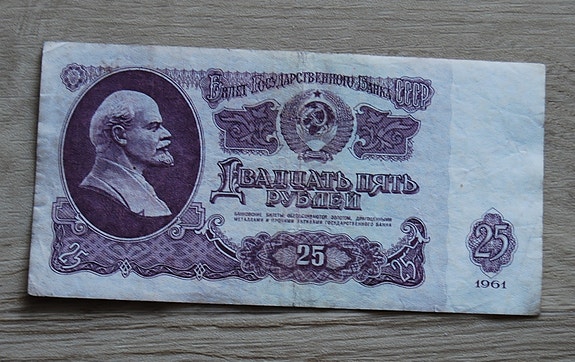 Билет Государственного Банка СССР
Двадцать пять
рублей
БАНКОВСКИЕ БИЛЕТЫ ОБЕСПЕЧИВАЮТСЯ ЗОЛОТОМ, ДРАГОЦЕННЫМИ
МЕТАЛЛАМИ И ПРОЧИМИ АКТИВАМИ ГОСУДАРСТВЕННОГО БАНКА
25
25
25
25
1961